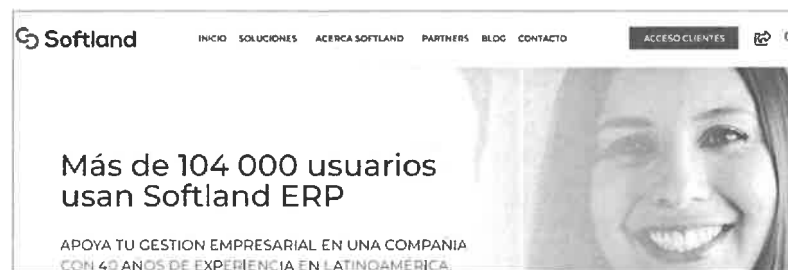 Softland
INICIO SOLUCIONES ACERCA SOFTLAND PARTNERS BLOG CONTACTO
ACCESO CLIENTES
Más de 104 000 usuarios
usan Softland ERP
APOYA TU GESTION EMPRESARIAL EN UNA COMPAÑIA
CON 40 AÑOS DE EXPERIENCIA EN LATINOAMÉRICA